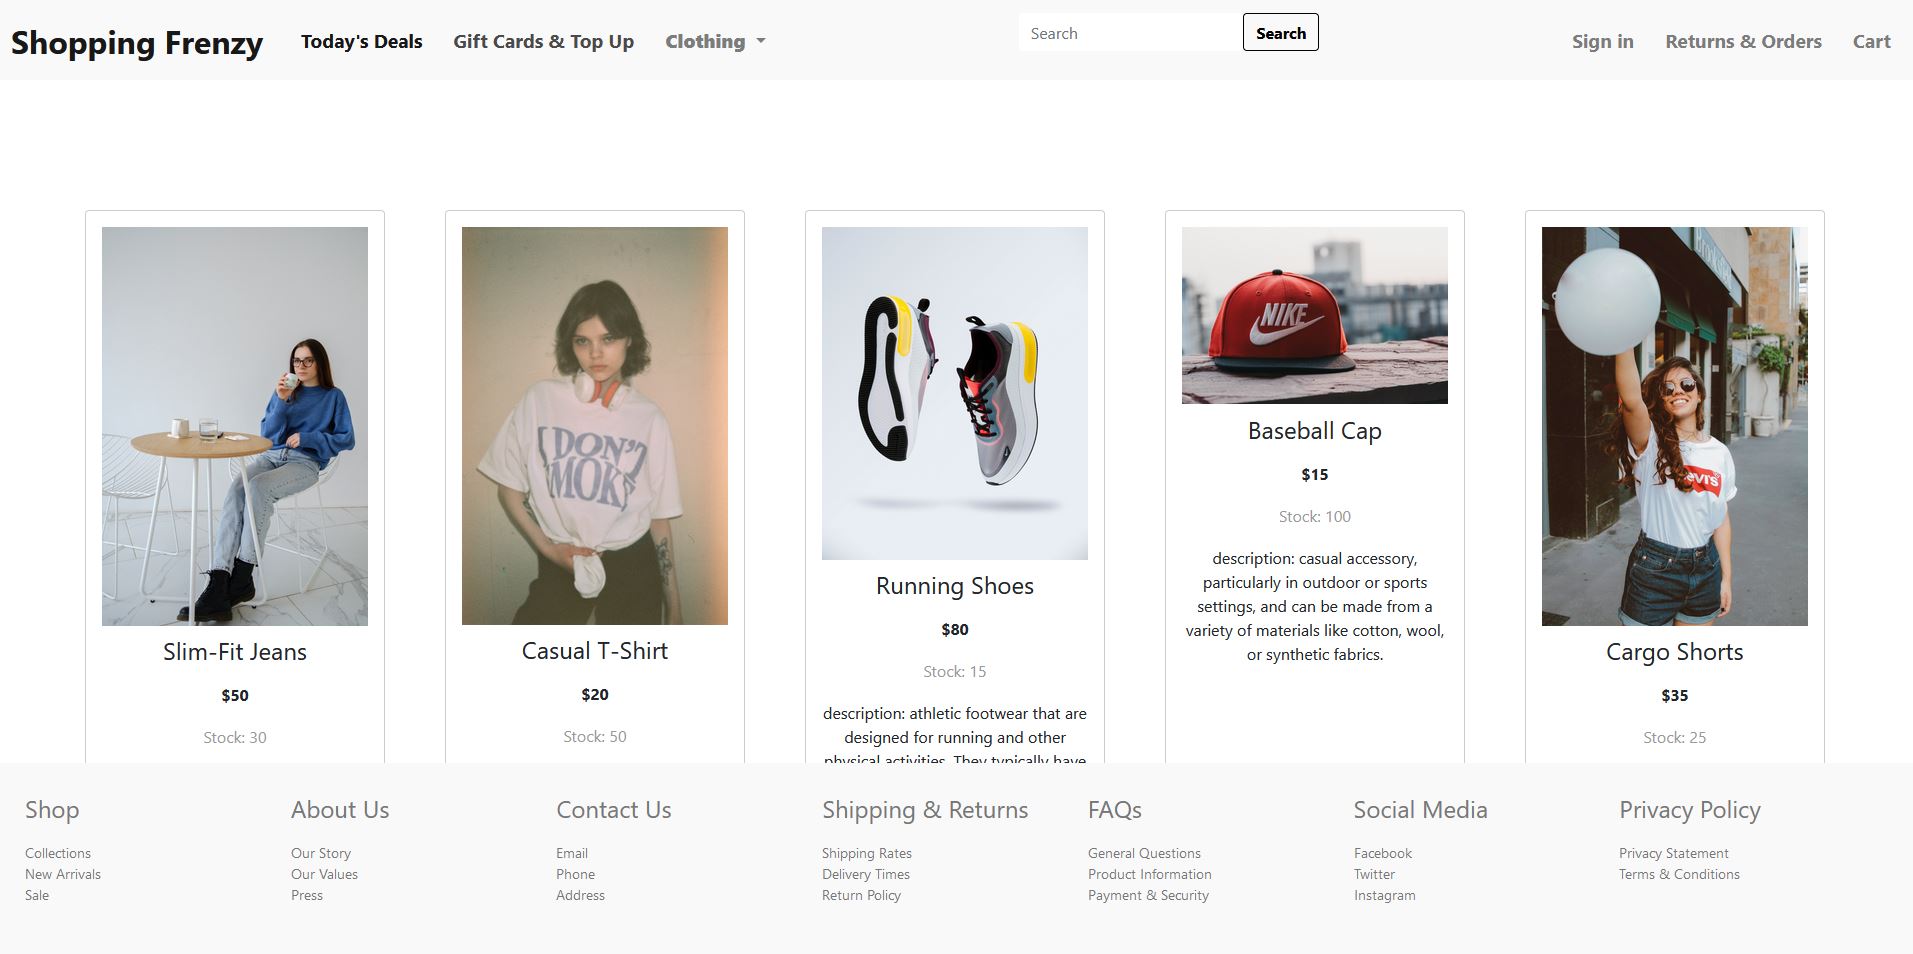 Shopping Frenzy
Today's Deals
Gift Cards & Top Up
Clothing
Search
Search
Sign in
Returns & Orders
Cart
Slim-Fit Jeans
$50
Stock: 30
I DON'T
SMOKE
Casual T-Shirt
$20
Stock: 50
Running Shoes
$80
Stock: 15
description: athletic footwear that are
designed for running and other
physical activities. They typically have
NIKE
Baseball Cap
$15
Stock: 100
description: casual accessory,
particularly in outdoor or sports
settings, and can be made from a
variety of materials like cotton, wool,
or synthetic fabrics.
Cargo Shorts
$35
Stock: 25
Shop
Collections
New Arrivals
Sale
About Us
Our Story
Our Values
Press
Contact Us
Email
Phone
Address
Shipping & Returns
Shipping Rates
Delivery Times
Return Policy
FAQs
General Questions
Product Information
Payment & Security
Social Media
Facebook
Twitter
Instagram
Privacy Policy
Privacy Statement
Terms & Conditions